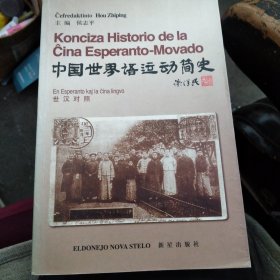 Ĉefredaktinto Hou Zhiping
主编 侯志平
Konciza Historio de la
Ĉina Esperanto-Movado
中国世界语运动简史
En Esperanto kaj la ĉina lingvo
世汉对照
ELDONEJO NOVA STELO 新星出版社